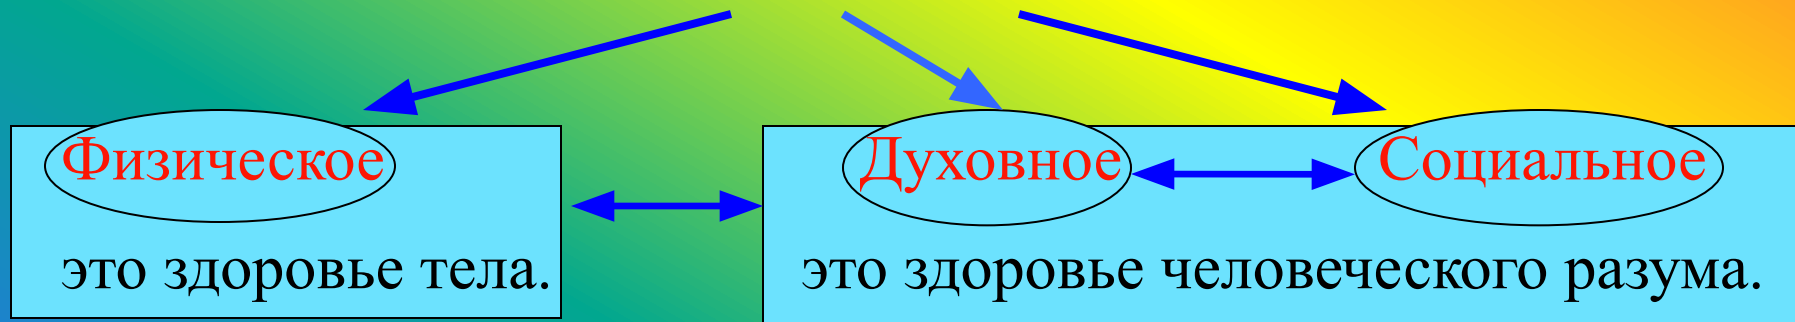 Физическое
это здоровье тела.
Духовное Социальное
это здоровье человеческого разума.